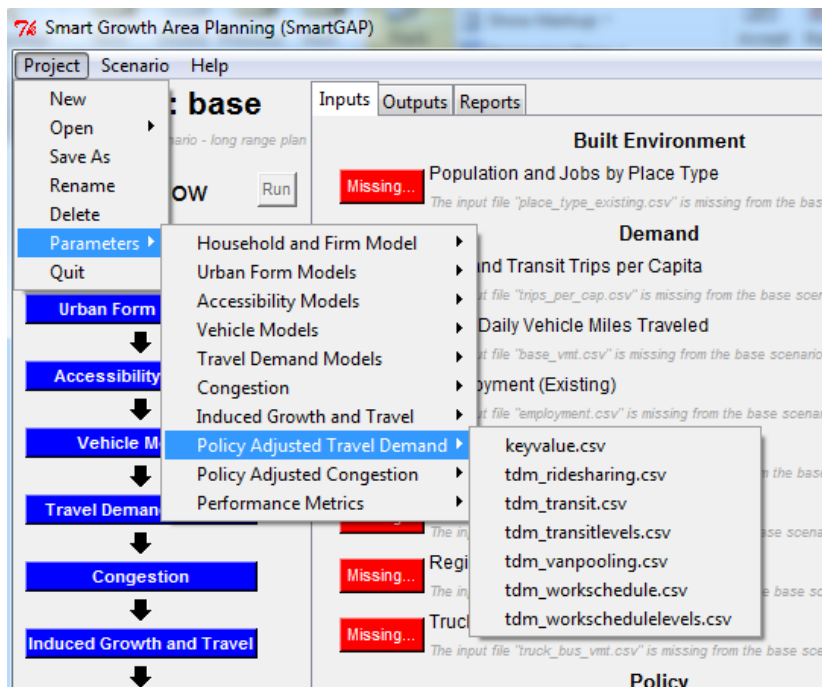 Smart Growth Area Planning (SmartGAP)
Project Scenario Help
New
Open
Save As
Rename
Delete
Parameters
Quit
: base
ario - long range plan
ow
Run
Urban Form
Accessibility
Vehicle M
Travel Deman
Congestion
Induced Growth and Travel
Household and Firm Model
Urban Form Models
Accessibility Models
Vehicle Models
Travel Demand Models
Congestion
Induced Growth and Travel
Policy Adjusted Travel Demand
Policy Adjusted Congestion
Performance Metrics
keyvalue.csv
tdm_ridesharing.csv
tdm_transit.csv
tdm_transitlevels.csv
tdm_vanpooling.csv
tdm_workschedule.csv
tdm_workschedulelevels.csv
Inputs Outputs Reports
Built Environment
Missing... Population and Jobs by Place Type
The input file "place_type_existing.csv" is missing from the bas
Demand
nd Transit Trips per Capita
t file "trips_per_cap.csv" is missing from the base scen
Daily Vehicle Miles Traveled
t file "base_vmt.csv" is missing from the base scenario
oyment (Existing)
t file "employment.csv" is missing from the base scenar
n the base
The in
ase scena
Missing... Regi
The in
e base sc
Missing... Truc
The input file "truck_bus_vmt.csv" is missing from the base sce
Policy